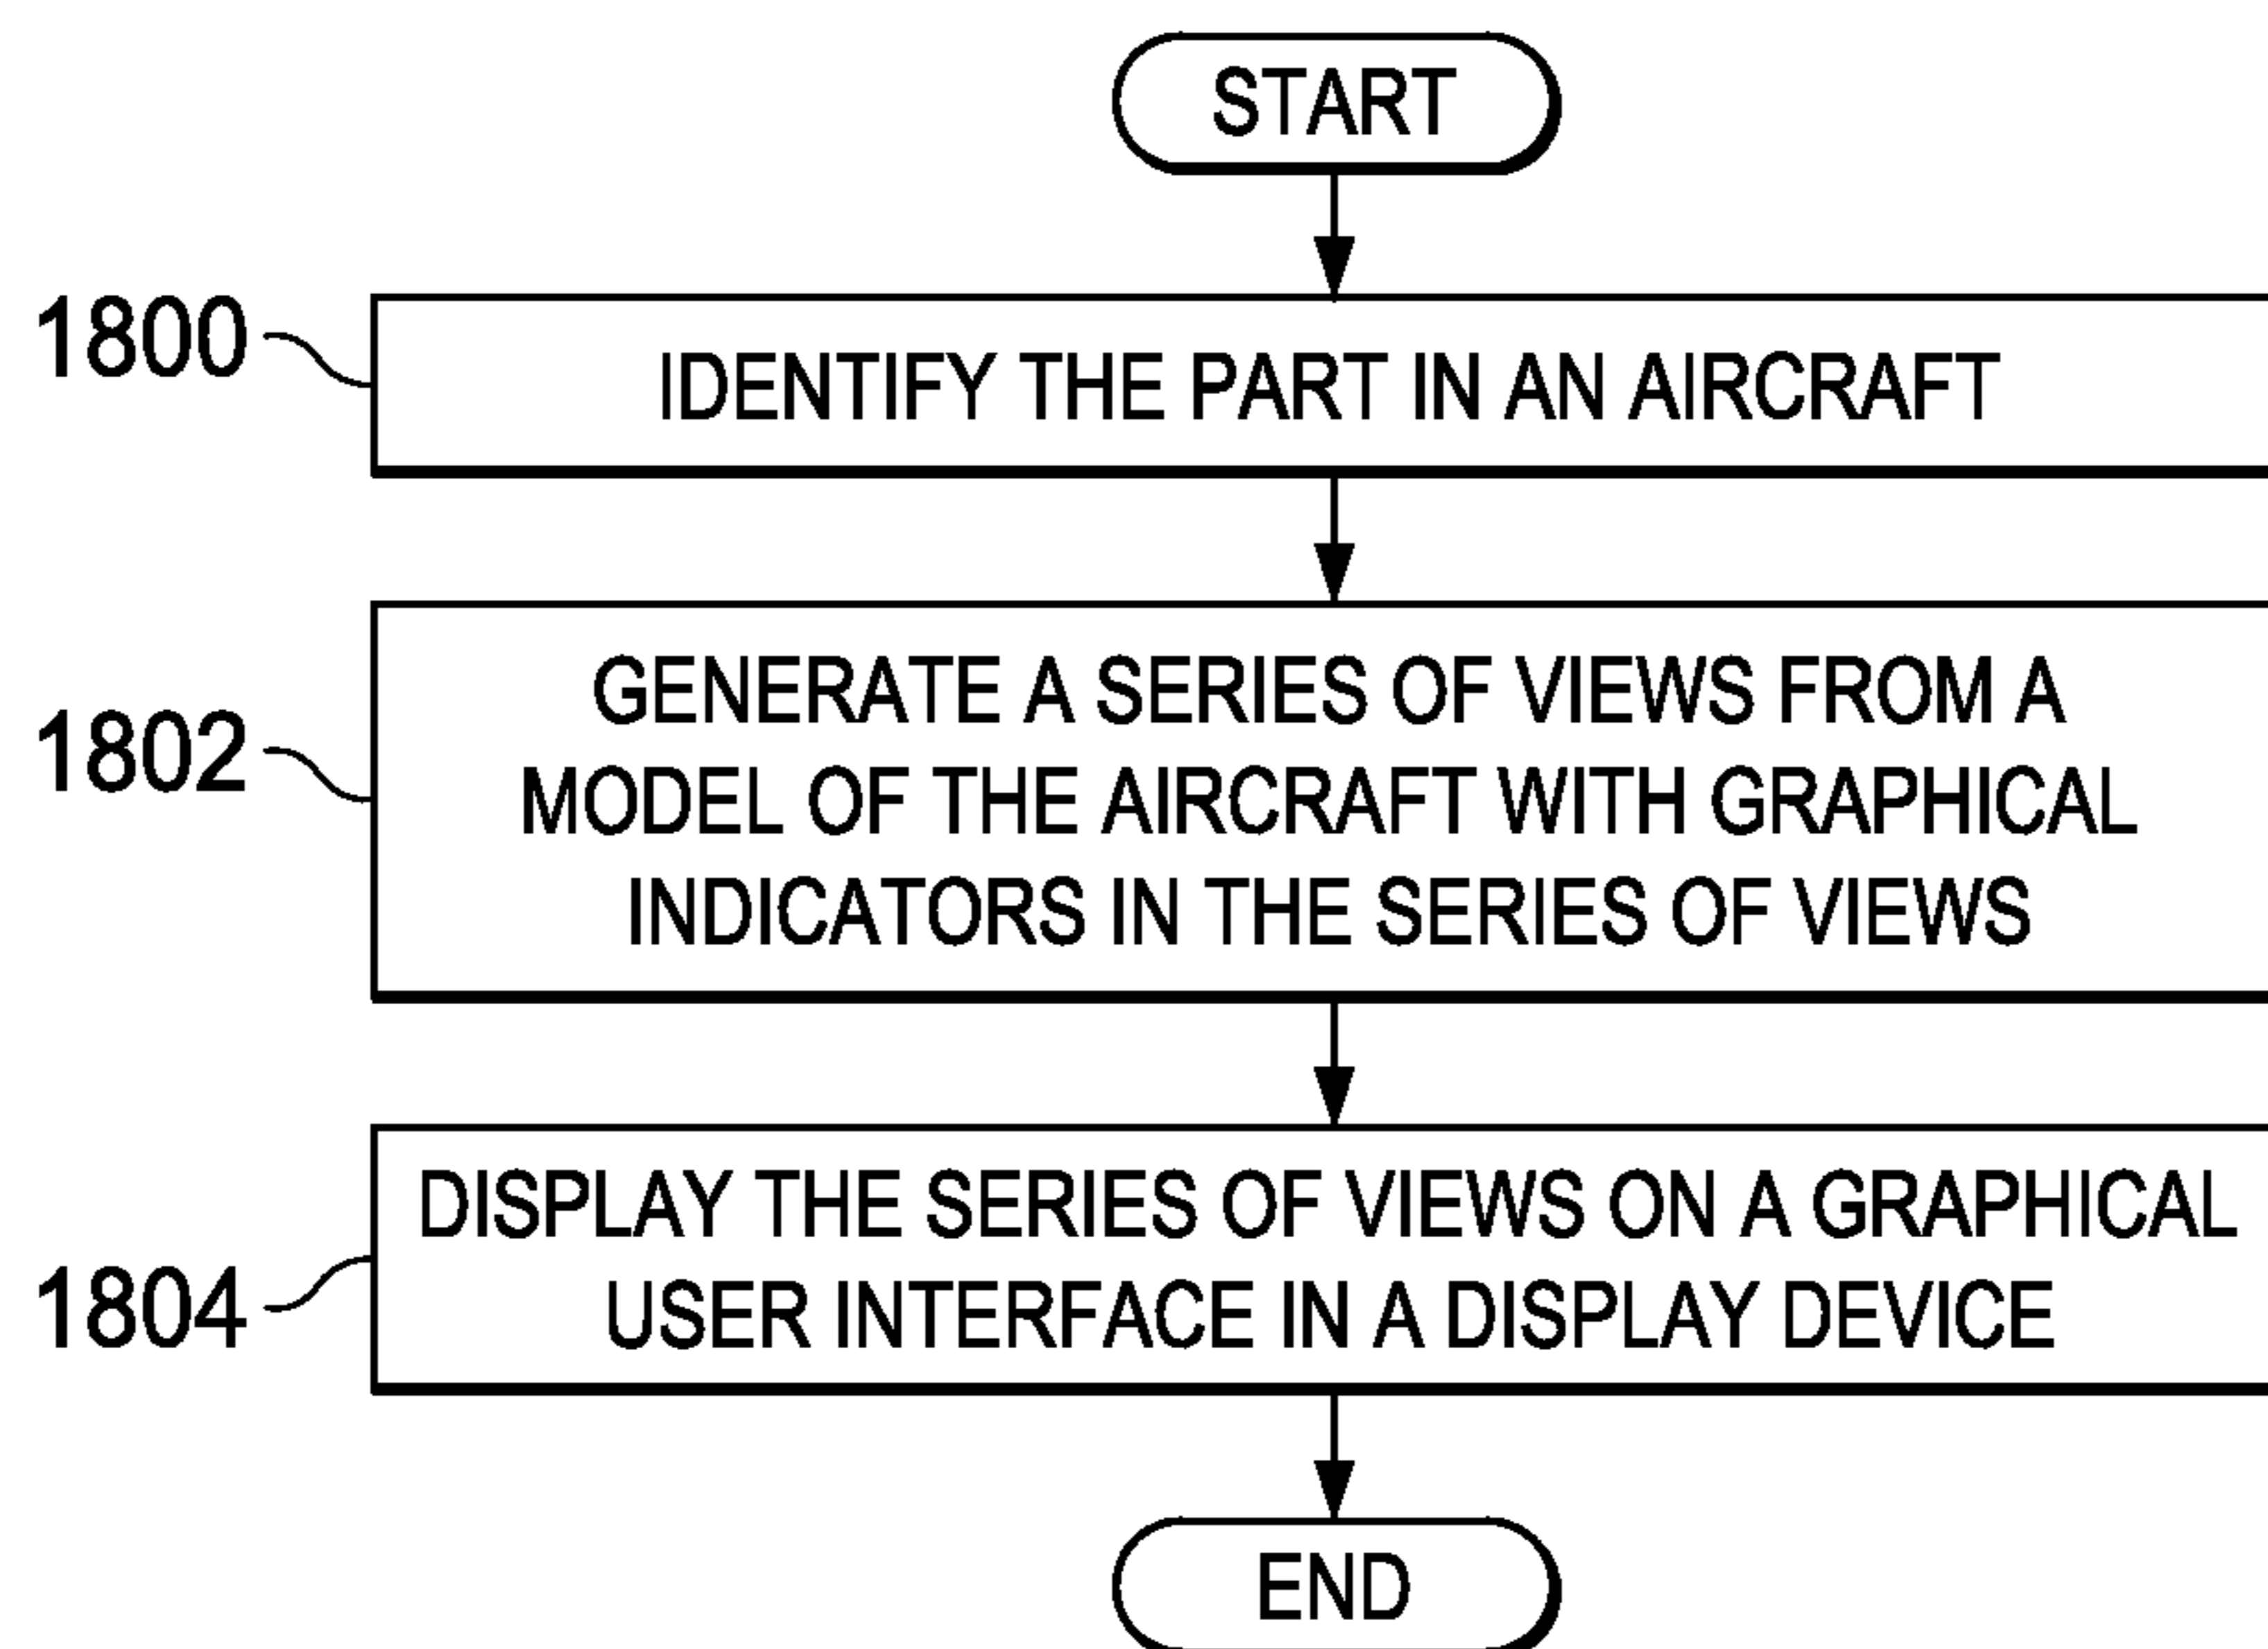 START
1800
IDENTIFY THE PART IN AN AIRCRAFT
1802
GENERATE A SERIES OF VIEWS FROM A
MODEL OF THE AIRCRAFT WITH GRAPHICAL
INDICATORS IN THE SERIES OF VIEWS
1804
DISPLAY THE SERIES OF VIEWS ON A GRAPHICAL
USER INTERFACE IN A DISPLAY DEVICE
END